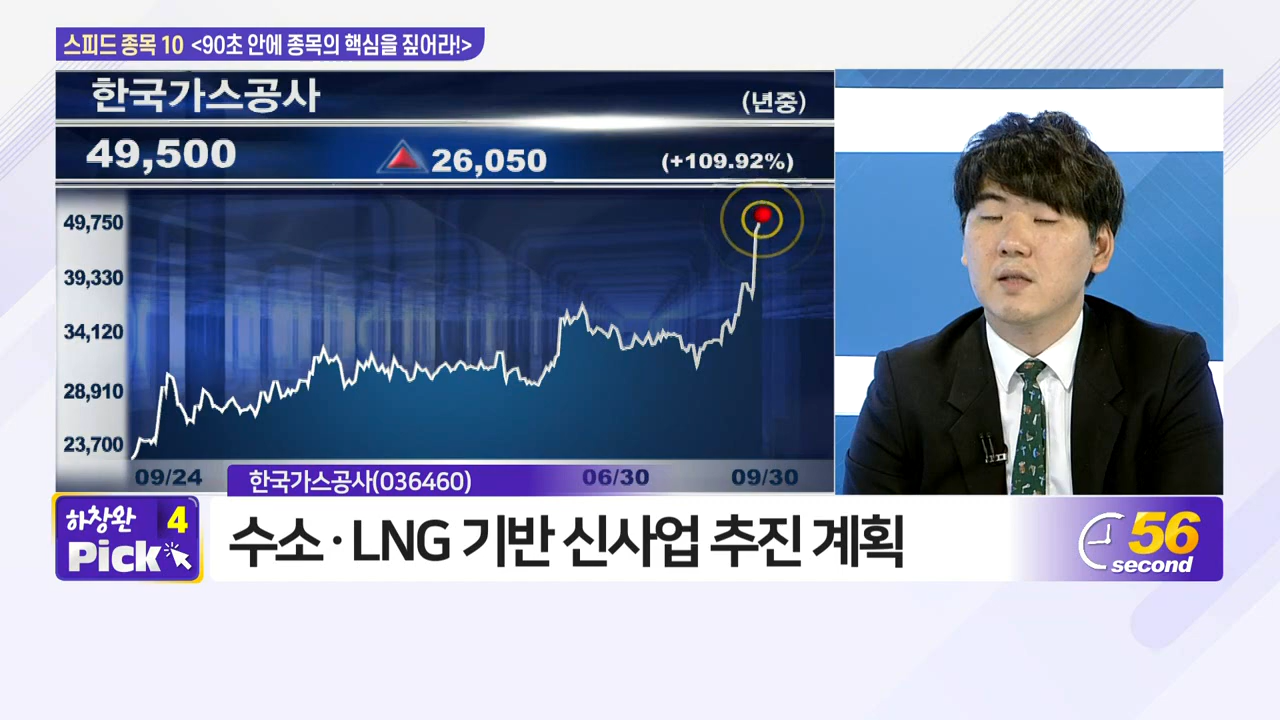 스피드 종목 10 <90초 안에 종목의 핵심을 짚어라!>
한국가스공사
(년중)
49,500
26,050
(+109.92%)
49,750
39,330
34,120
28,910
23,700
09/24
06/30
09/30
한국가스공사(036460)
하창완
4
Pick
수소·LNG 기반 신사업 추진 계획
56
second